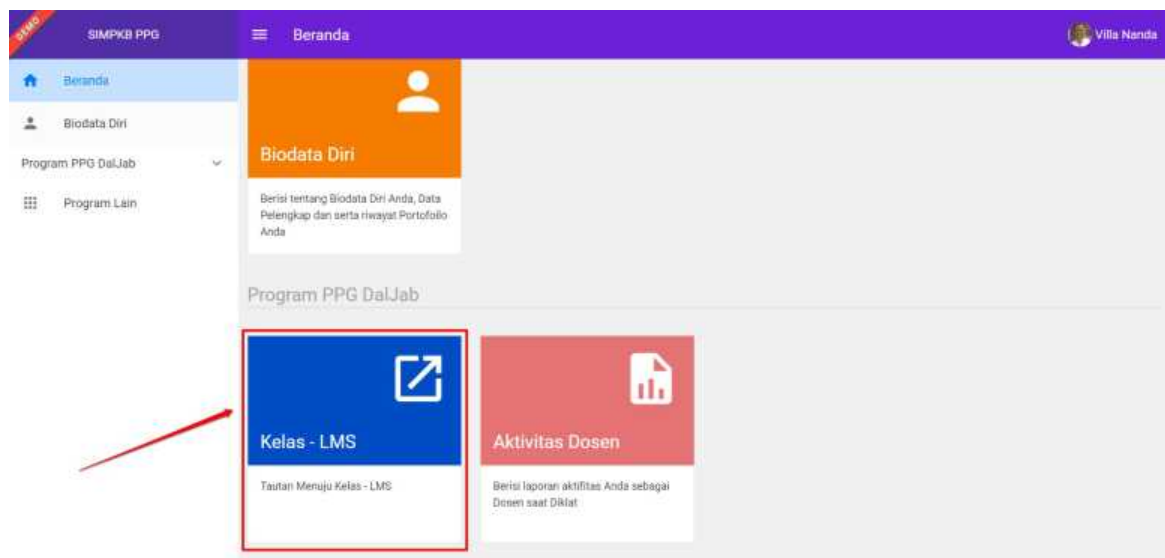 DEMO
SIMPKB PPG
Beranda
Villa Nanda
Beranda
Biodata Diri
Program PPG DalJab
Program Lain
Biodata Diri
Berisi tentang Biodata Diri Anda, Data
Pelengkap dan serta riwayat Portofoilo
Anda
Program PPG DalJab
Kelas - LMS
Tautan Menuju Kelas - LMS
Aktivitas Dosen
Berisi laporan aktifitas Anda sebagai
Dosen saat Diklat